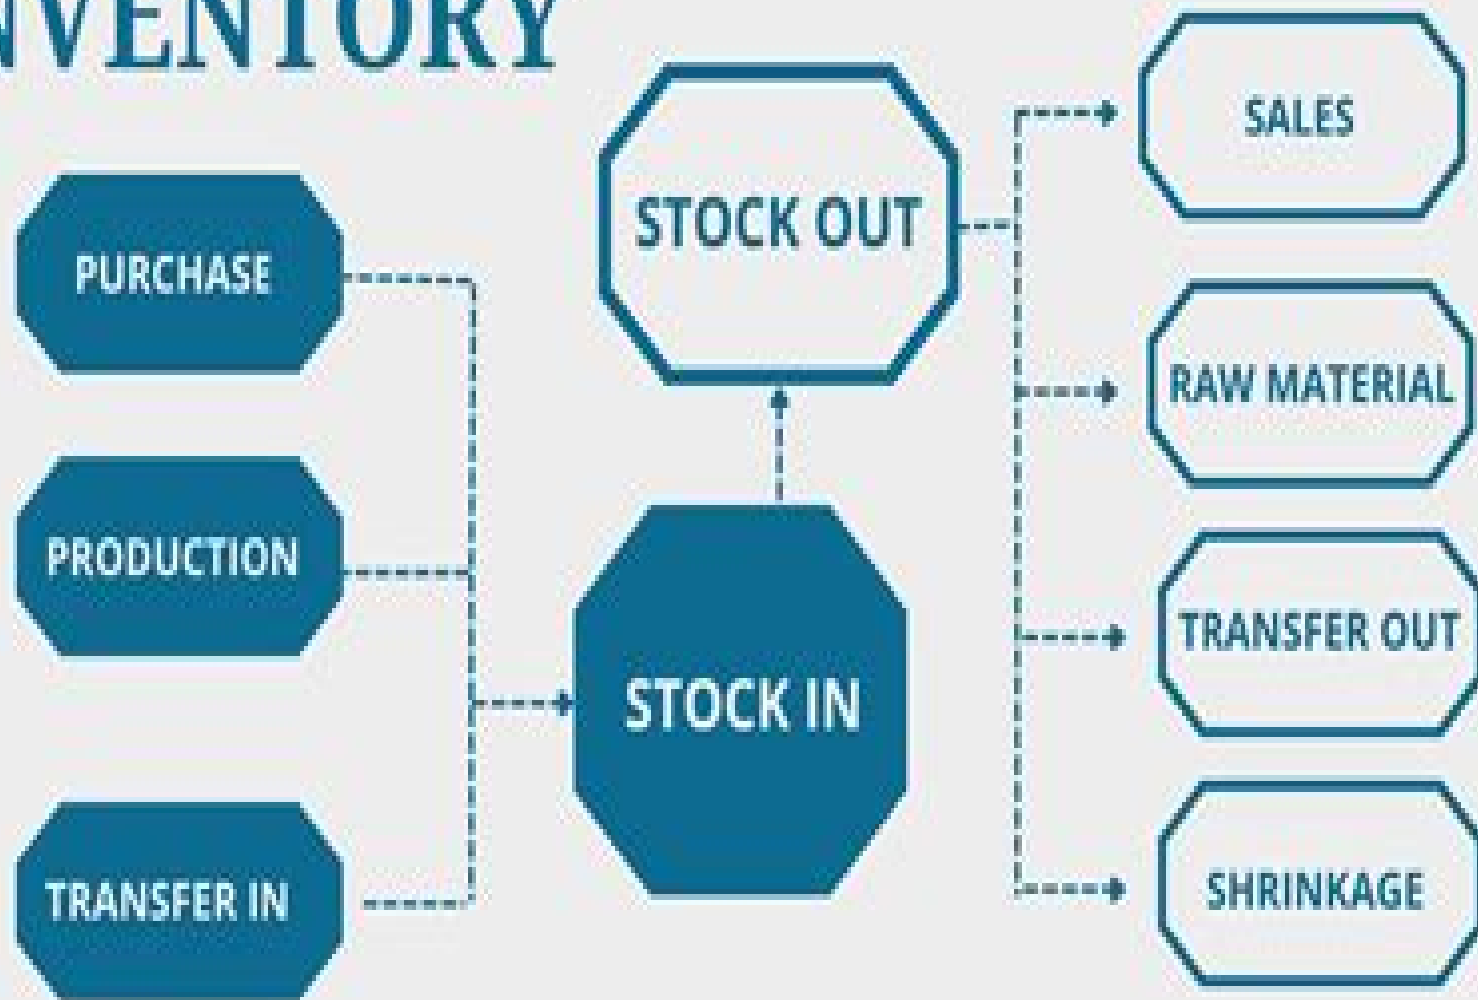 NVENTORY
PURCHASE
PRODUCTION
TRANSFER IN
STOCK OUT
STOCK IN
SALES
RAW MATERIAL
TRANSFER OUT
SHRINKAGE